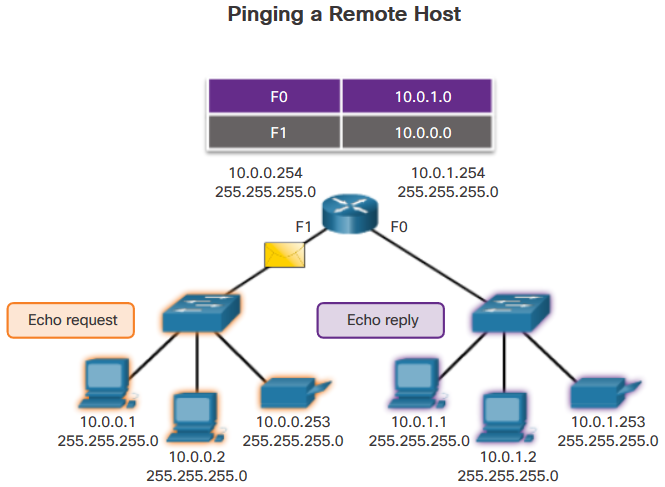 Pinging a Remote Host
F0 10.0.1.0
F1 10.0.0.0
10.0.0.254
255.255.255.0
10.0.1.254
255.255.255.0
F1
F0
Echo request
Echo reply
10.0.0.1
255.255.255.0
10.0.0.2
255.255.255.0
10.0.0.253
255.255.255.0
10.0.1.1
255.255.255.0
10.0.1.2
255.255.255.0
10.0.1.253
255.255.255.0